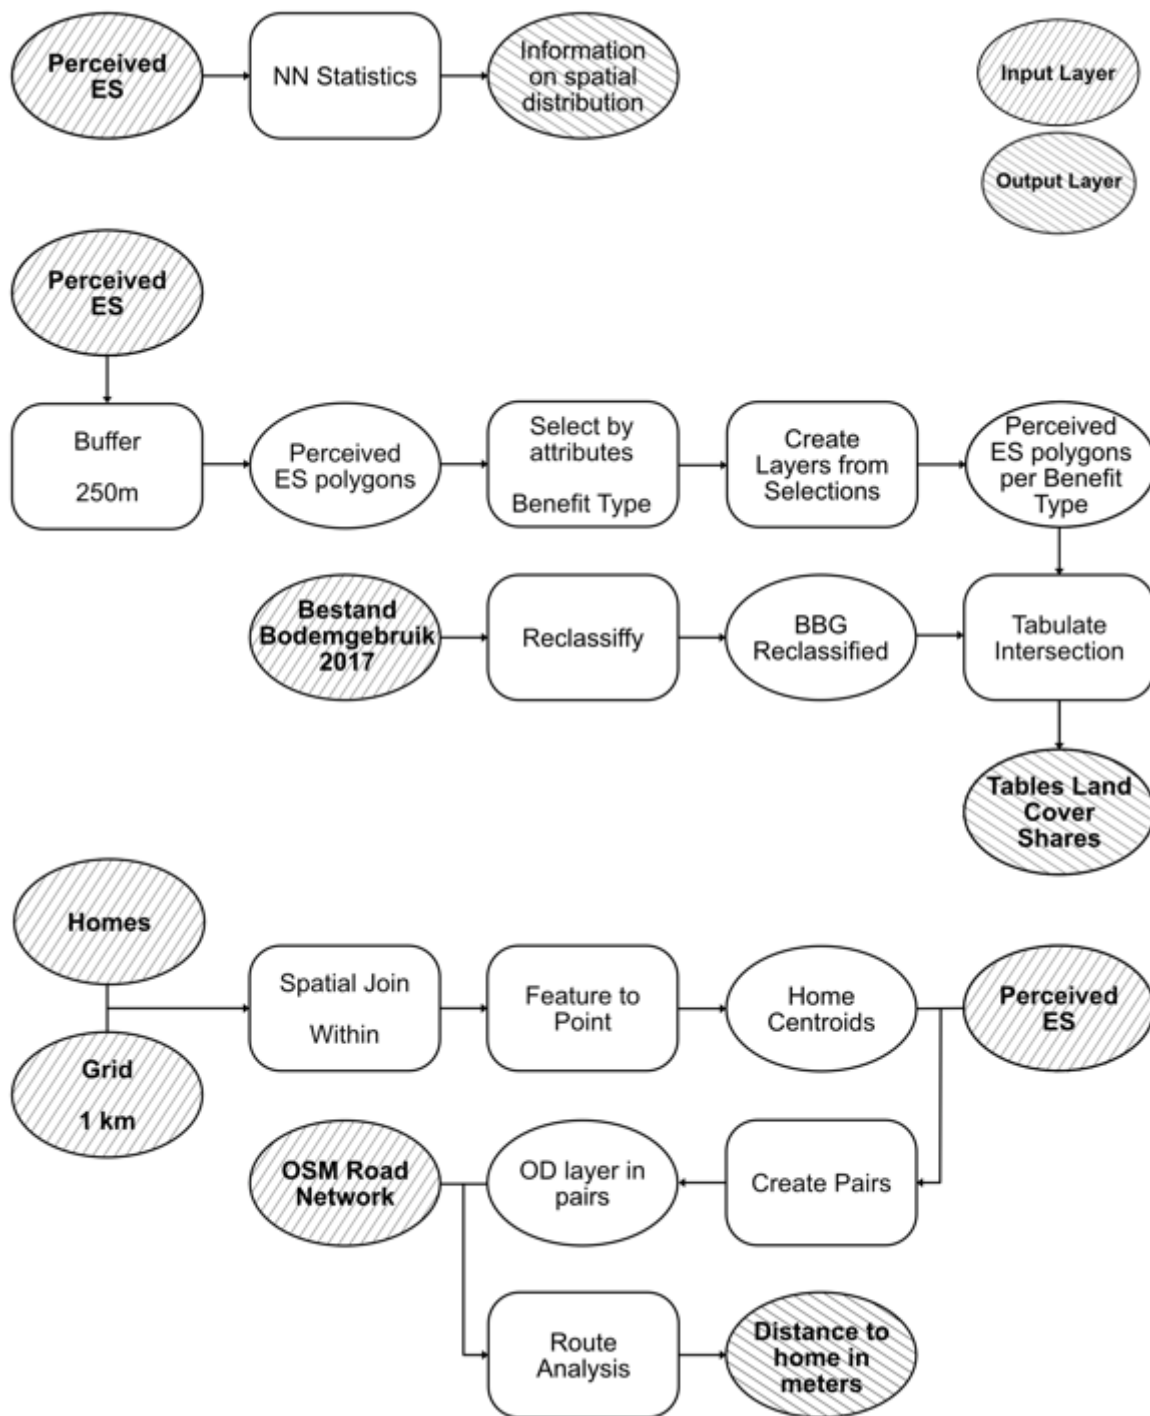 Perceived
ES
NN Statistics
Information
on spatial
distribution
Input Layer
Output Layer
Perceived
ES
Buffer
250m
Perceived
ES polygons
Select by
attributes
Benefit Type
Create
Layers from
Selections
Perceived
ES polygons
per Benefit
Type
Bestand
Bodemgebruik
2017
Reclassiffy
BBG
Reclassified
Tabulate
Intersection
Tables Land
Cover
Shares
Homes
Grid
1 km
Spatial Join
Within
Feature to
Point
Home
Centroids
Perceived
ES
OSM Road
Network
OD layer in
pairs
Create Pairs
Route
Analysis
Distance to
home in
meters